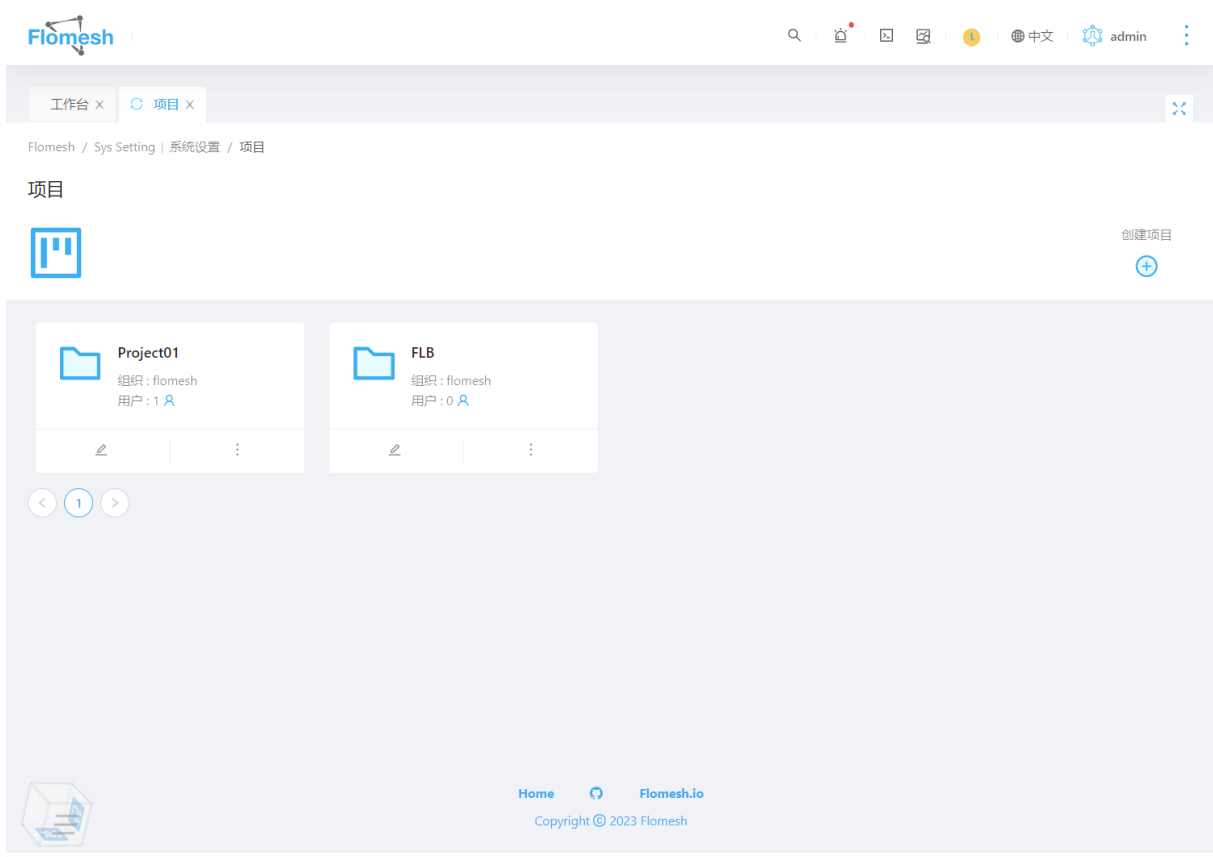 Flomesh
中文 admin
工作台 X 项目 X
Flomesh / Sys Setting | 系统设置 / 项目
项目
创建项目
Project01
组织 : flomesh
用户 : 1
FLB
组织 : flomesh
用户 : 0
< 1 >
Home Flomesh.io
Copyright © 2023 Flomesh